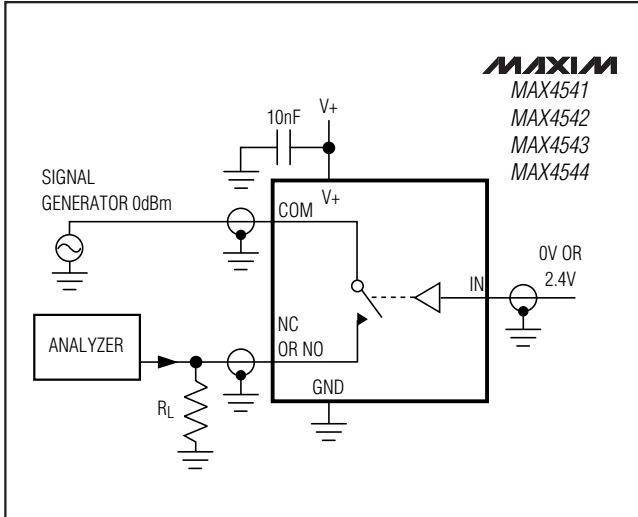 MAXIM
MAX4541
MAX4542
MAX4543
MAX4544
10nF
V+
V+
SIGNAL
GENERATOR 0dBm
COM
0V OR
2.4V
IN
NC
OR NO
ANALYZER
GND
RL